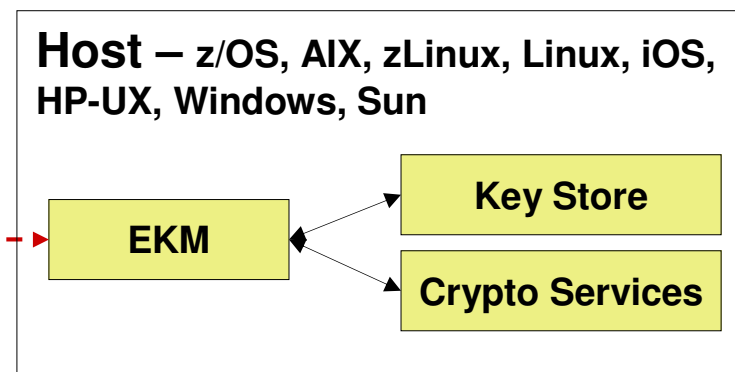 Host – z/OS, AIX, zLinux, Linux, iOS,
HP-UX, Windows, Sun
Key Store
EKM
Crypto Services